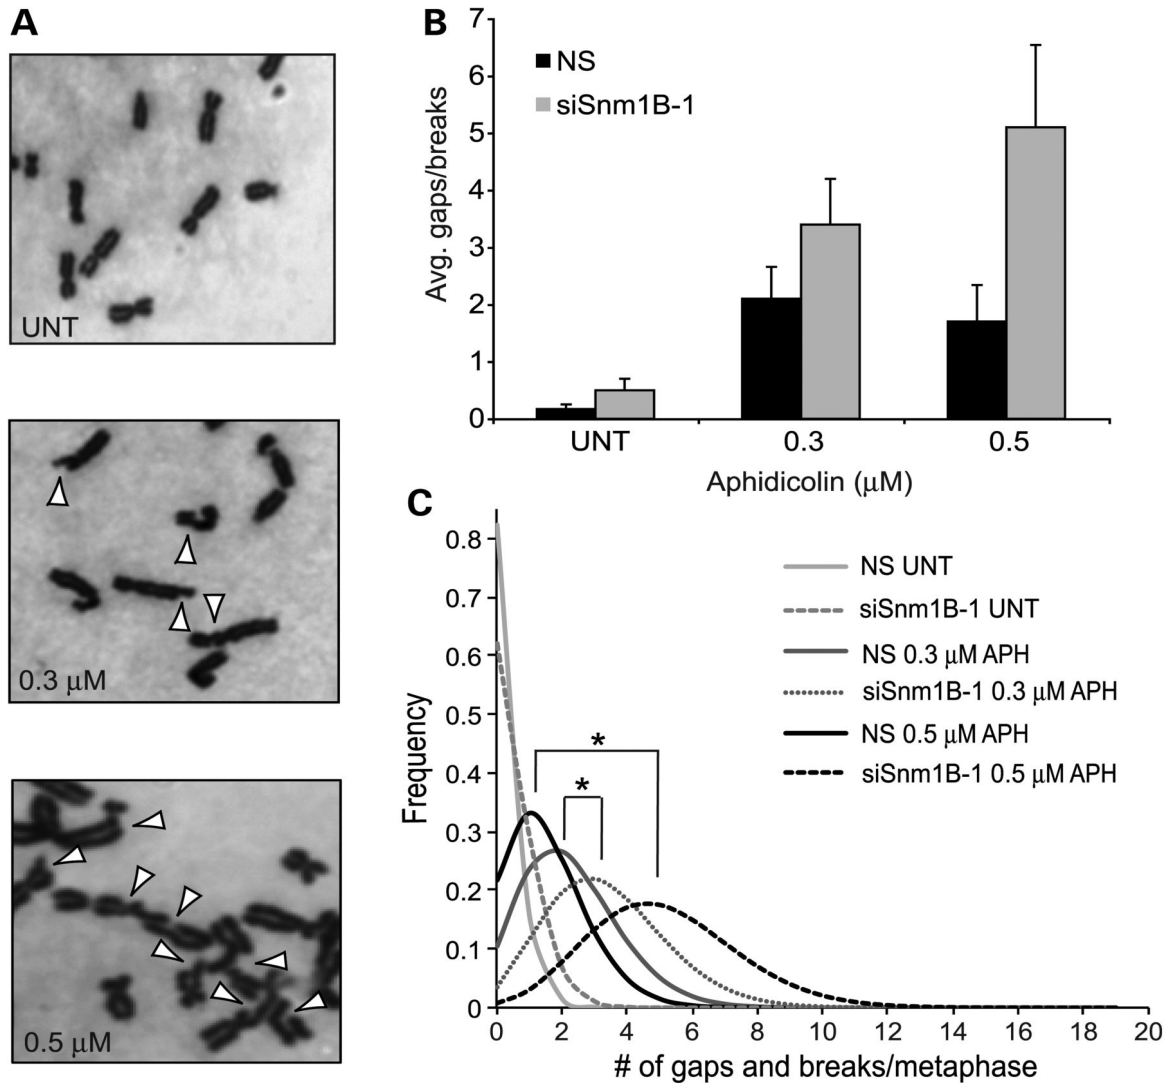 A
UNT
0.3 μM
0.5 μM
B
7
6
5
4
3
2
1
0
Avg. gaps/breaks
NS
siSnm1B-1
UNT
0.3
0.5
Aphidicolin (μM)
C
0.8
0.7
0.6
0.5
0.4
0.3
0.2
0.1
0
Frequency
*
*
NS UNT
siSnm1B-1 UNT
NS 0.3 μM APH
siSnm1B-1 0.3 μM APH
NS 0.5 μM APH
siSnm1B-1 0.5 μM APH
0 2 4 6 8 10 12 14 16 18 20
# of gaps and breaks/metaphase